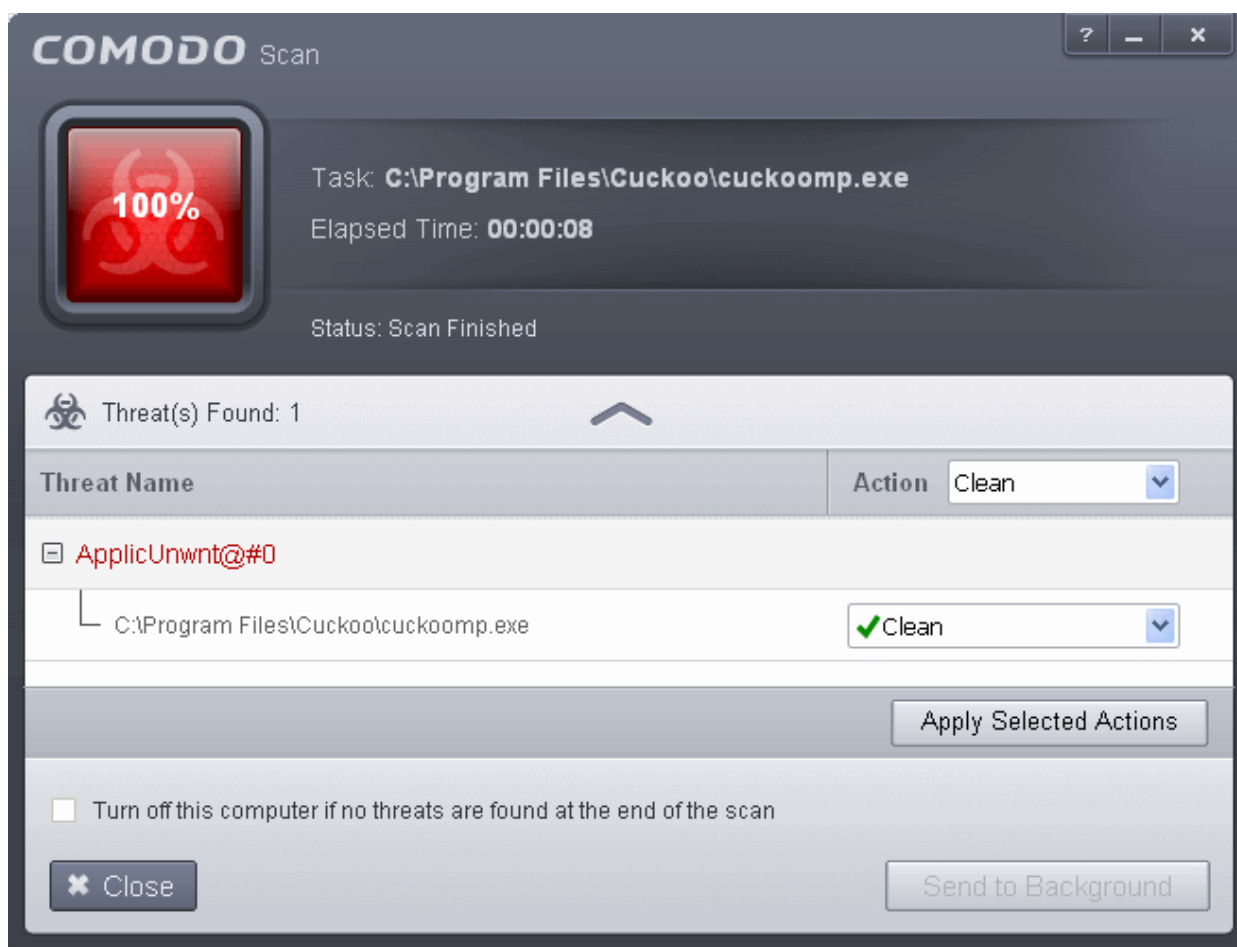 COMODO Scan
? – ×
100%
Task: C:\Program Files\Cuckoo\cuckoomp.exe
Elapsed Time: 00:00:08
Status: Scan Finished
Threat(s) Found: 1
Threat Name Action Clean
ApplicUnwnt@#0
C:\Program Files\Cuckoo\cuckoomp.exe Clean
Apply Selected Actions
Turn off this computer if no threats are found at the end of the scan
Close Send to Background